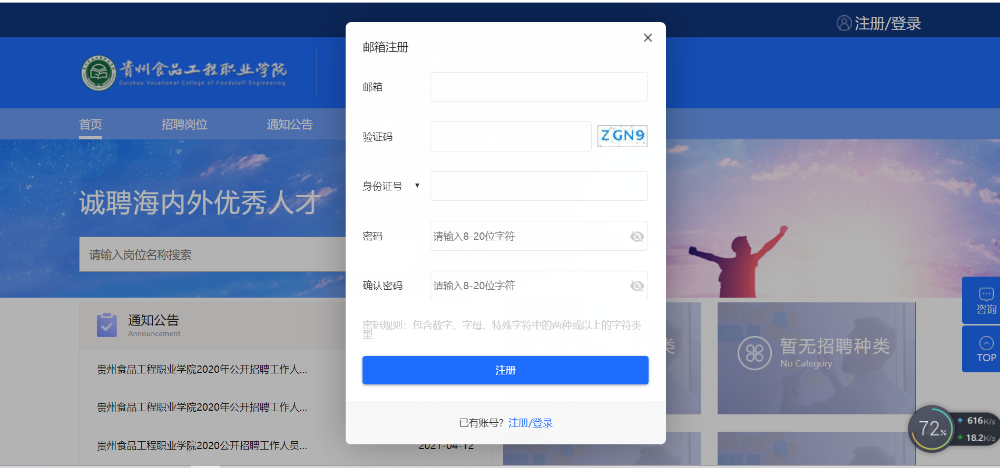 注册/登录
贵州食品工程职业学院
Guizhou Vocational College of Foodstuff Engineering
首页
招聘岗位
通知公告
诚聘海内外优秀人才
请输入岗位名称搜索
邮箱注册
邮箱
验证码
ZGN9
身份证号
密码
请输入8-20位字符
确认密码
请输入8-20位字符
密码规则：包含数字、字母、特殊字符中的两种或以上的字符类
型
注册
已有账号？注册/登录
通知公告
Announcement
贵州食品工程职业学院2020年公开招聘工作人...
贵州食品工程职业学院2020年公开招聘工作人...
贵州食品工程职业学院2020公开招聘工作人员...
2021-04-12
类
暂无招聘种类
No Category
咨询
TOP
72%
616K/s
18.2K/s